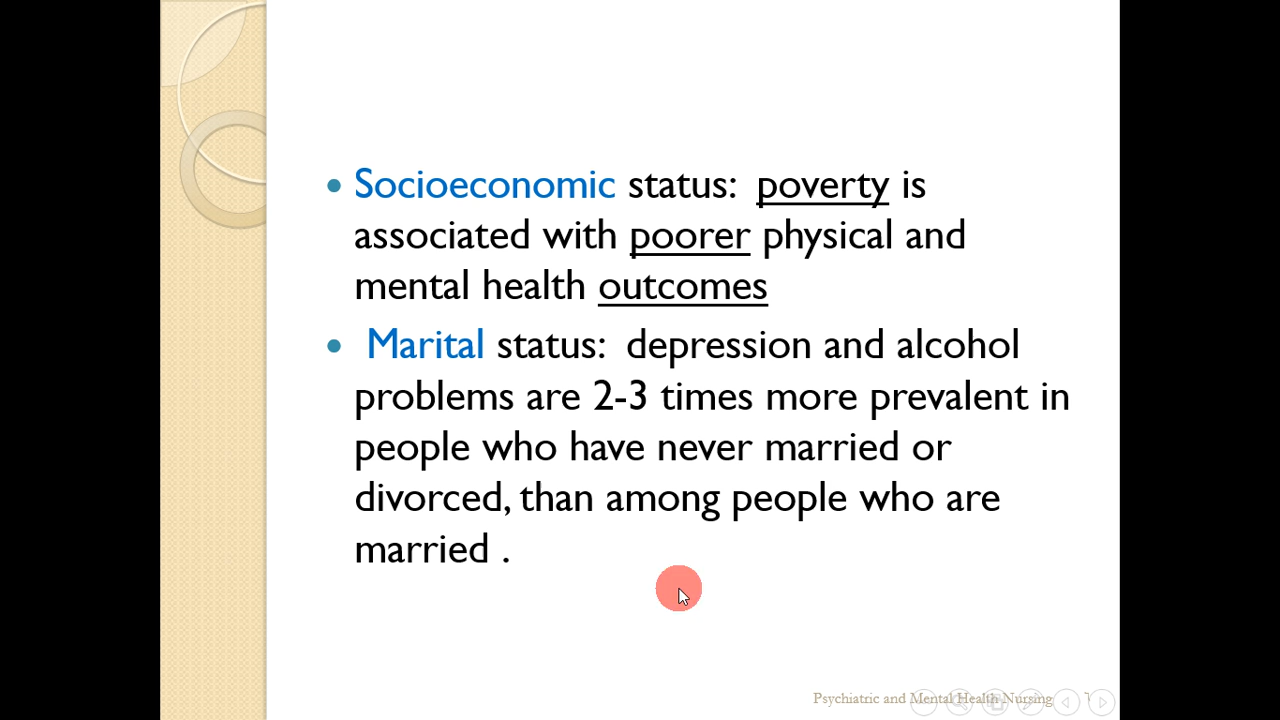 • Socioeconomic status: poverty is
associated with poorer physical and
mental health outcomes
• Marital status: depression and alcohol
problems are 2-3 times more prevalent in
people who have never married or
divorced, than among people who are
married .
Psychiatric and Mental Health Nursing